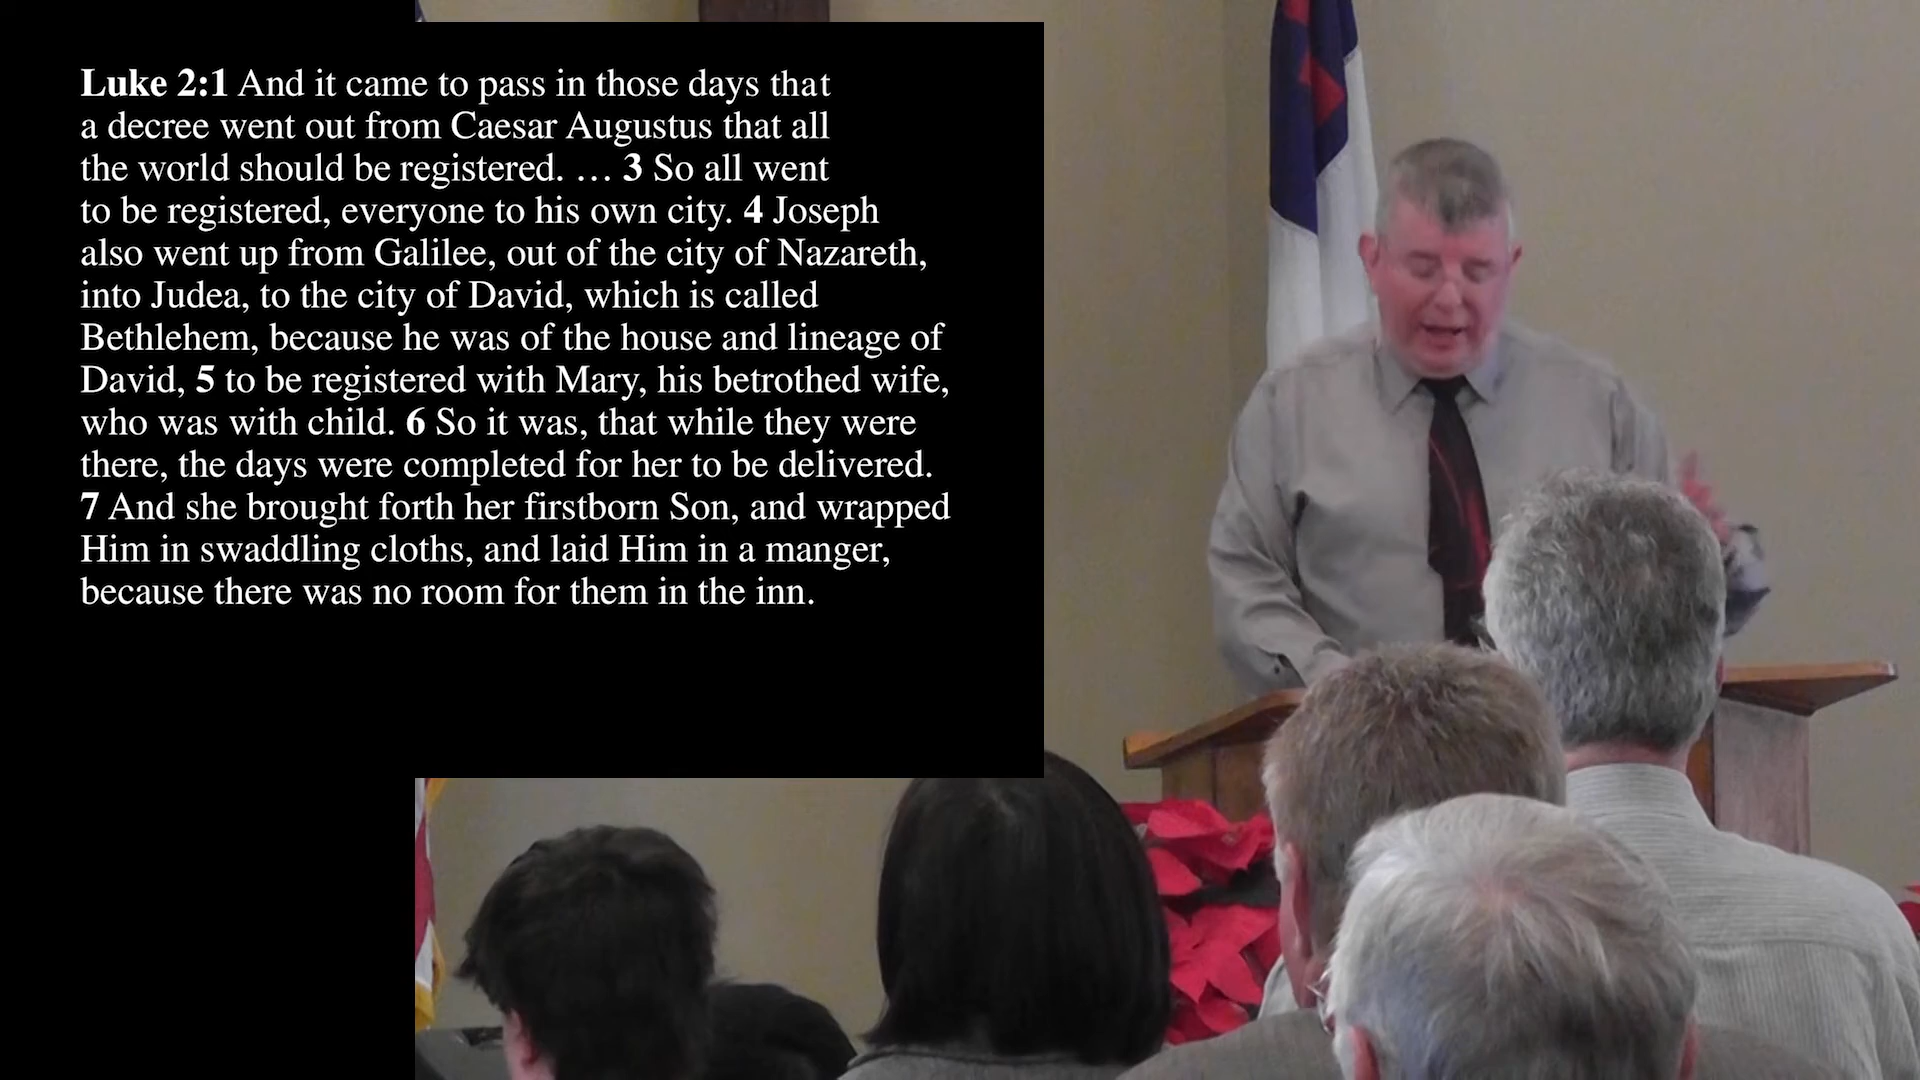 Luke 2:1 And it came to pass in those days that
a decree went out from Caesar Augustus that all
the world should be registered. … 3 So all went
to be registered, everyone to his own city. 4 Joseph
also went up from Galilee, out of the city of Nazareth,
into Judea, to the city of David, which is called
Bethlehem, because he was of the house and lineage of
David, 5 to be registered with Mary, his betrothed wife,
who was with child. 6 So it was, that while they were
there, the days were completed for her to be delivered.
7 And she brought forth her firstborn Son, and wrapped
Him in swaddling cloths, and laid Him in a manger,
because there was no room for them in the inn.